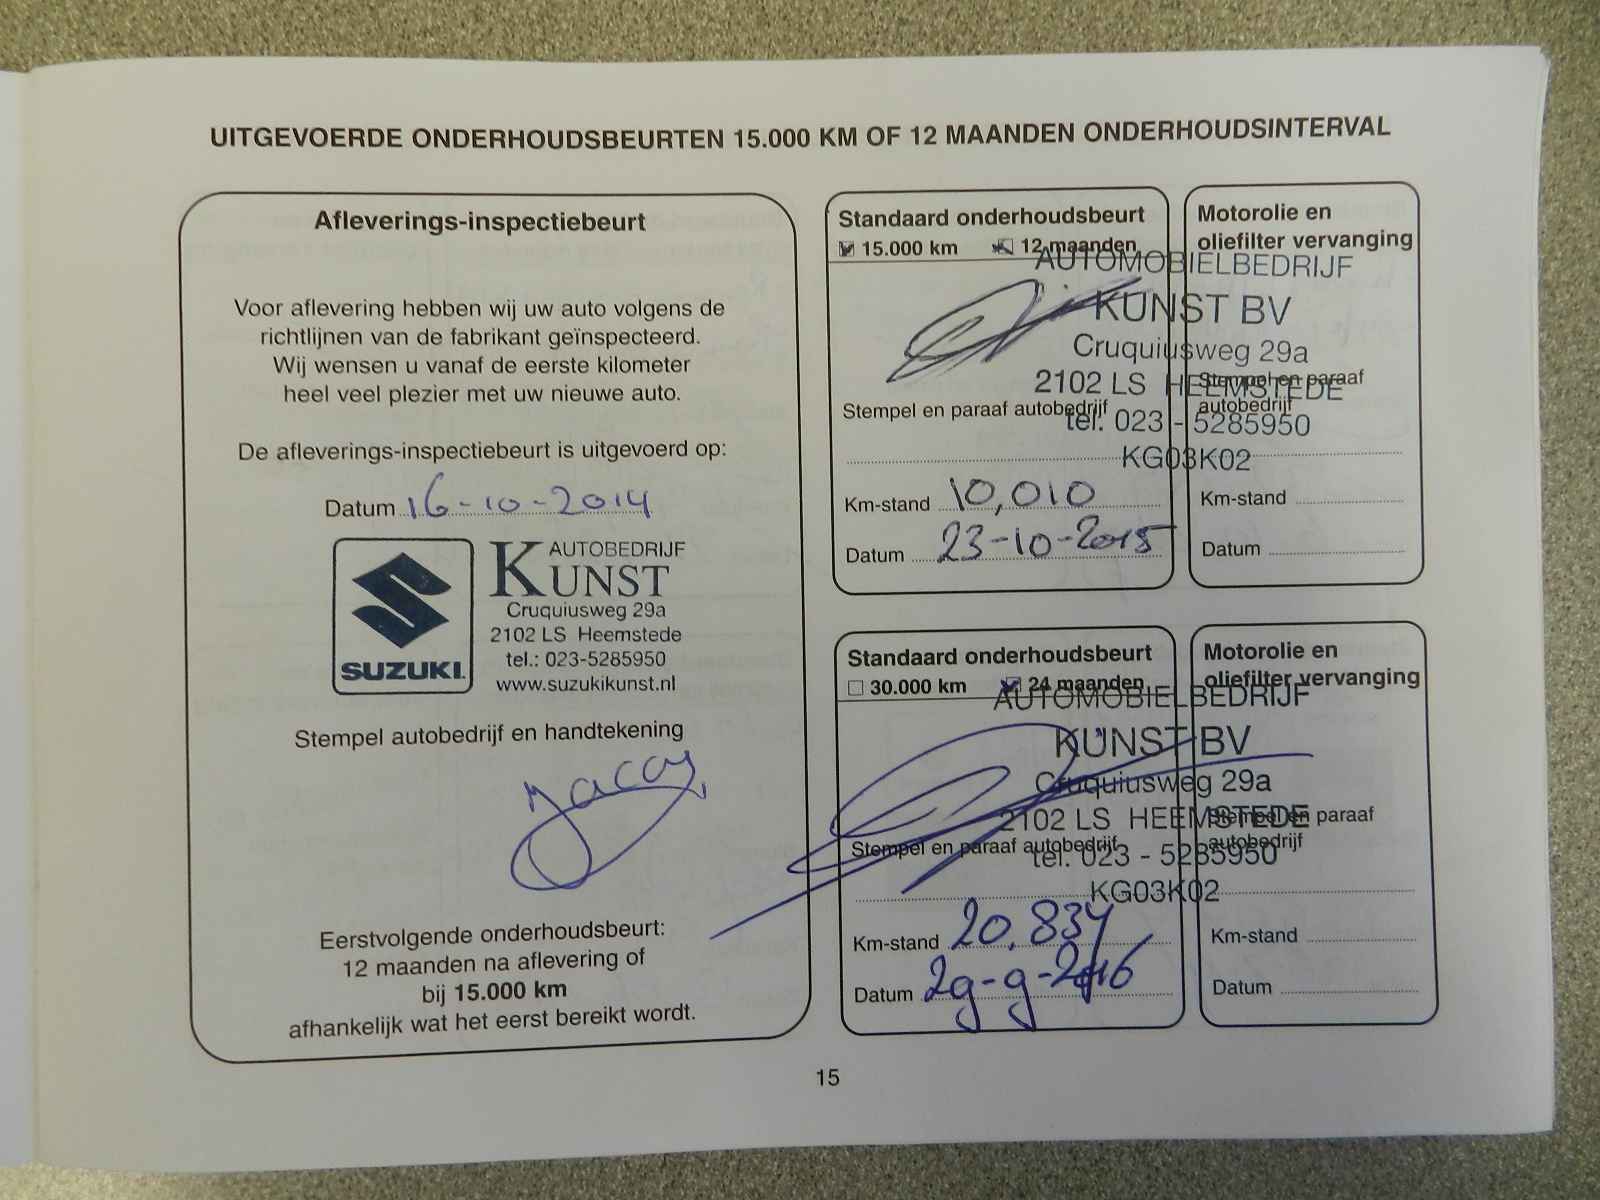 UITGEVOERDE ONDERHOUDSBEURTEN 15.000 KM OF 12 MAANDEN ONDERHOUDSINTERVAL
Afleverings-inspectiebeurt
Voor aflevering hebben wij uw auto volgens de
richtlijnen van de fabrikant geïnspecteerd.
Wij wensen u vanaf de eerste kilometer
heel veel plezier met uw nieuwe auto.
De afleverings-inspectiebeurt is uitgevoerd op:
Datum 16-10-2014
SUZUKI
AUTOBEDRIJF
KUNST
Cruquiusweg 29a
2102 LS Heemstede
tel.: 023-5285950
www.suzukikunst.nl
Stempel autobedrijf en handtekening
Eerstvolgende onderhoudsbeurt:
12 maanden na aflevering of
bij 15.000 km
afhankelijk wat het eerst bereikt wordt.
Standaard onderhoudsbeurt
15.000 km 12 maanden
Stempel en paraaf autobedrijf
Km-stand 10,010
Datum 23-10-2015
Motorolie en
oliefilter vervanging
Stempel en paraaf
autobedrijf
Km-stand
Datum
AUTOMOBIELBEDRIJF
KUNST BV
Cruquiusweg 29a
2102 LS HEEMSTEDE
tel. 023 - 5285950
KG03K02
Standaard onderhoudsbeurt
30.000 km 24 maanden
Stempel en paraaf autobedrijf
Km-stand 20.834
Datum 29-9-2016
Motorolie en
oliefilter vervanging
Stempel en paraaf
autobedrijf
Km-stand
Datum
AUTOMOBIELBEDRIJF
KUNST BV
Cruquiusweg 29a
2102 LS HEEMSTEDE
tel. 023 - 5285950
KG03K02
15